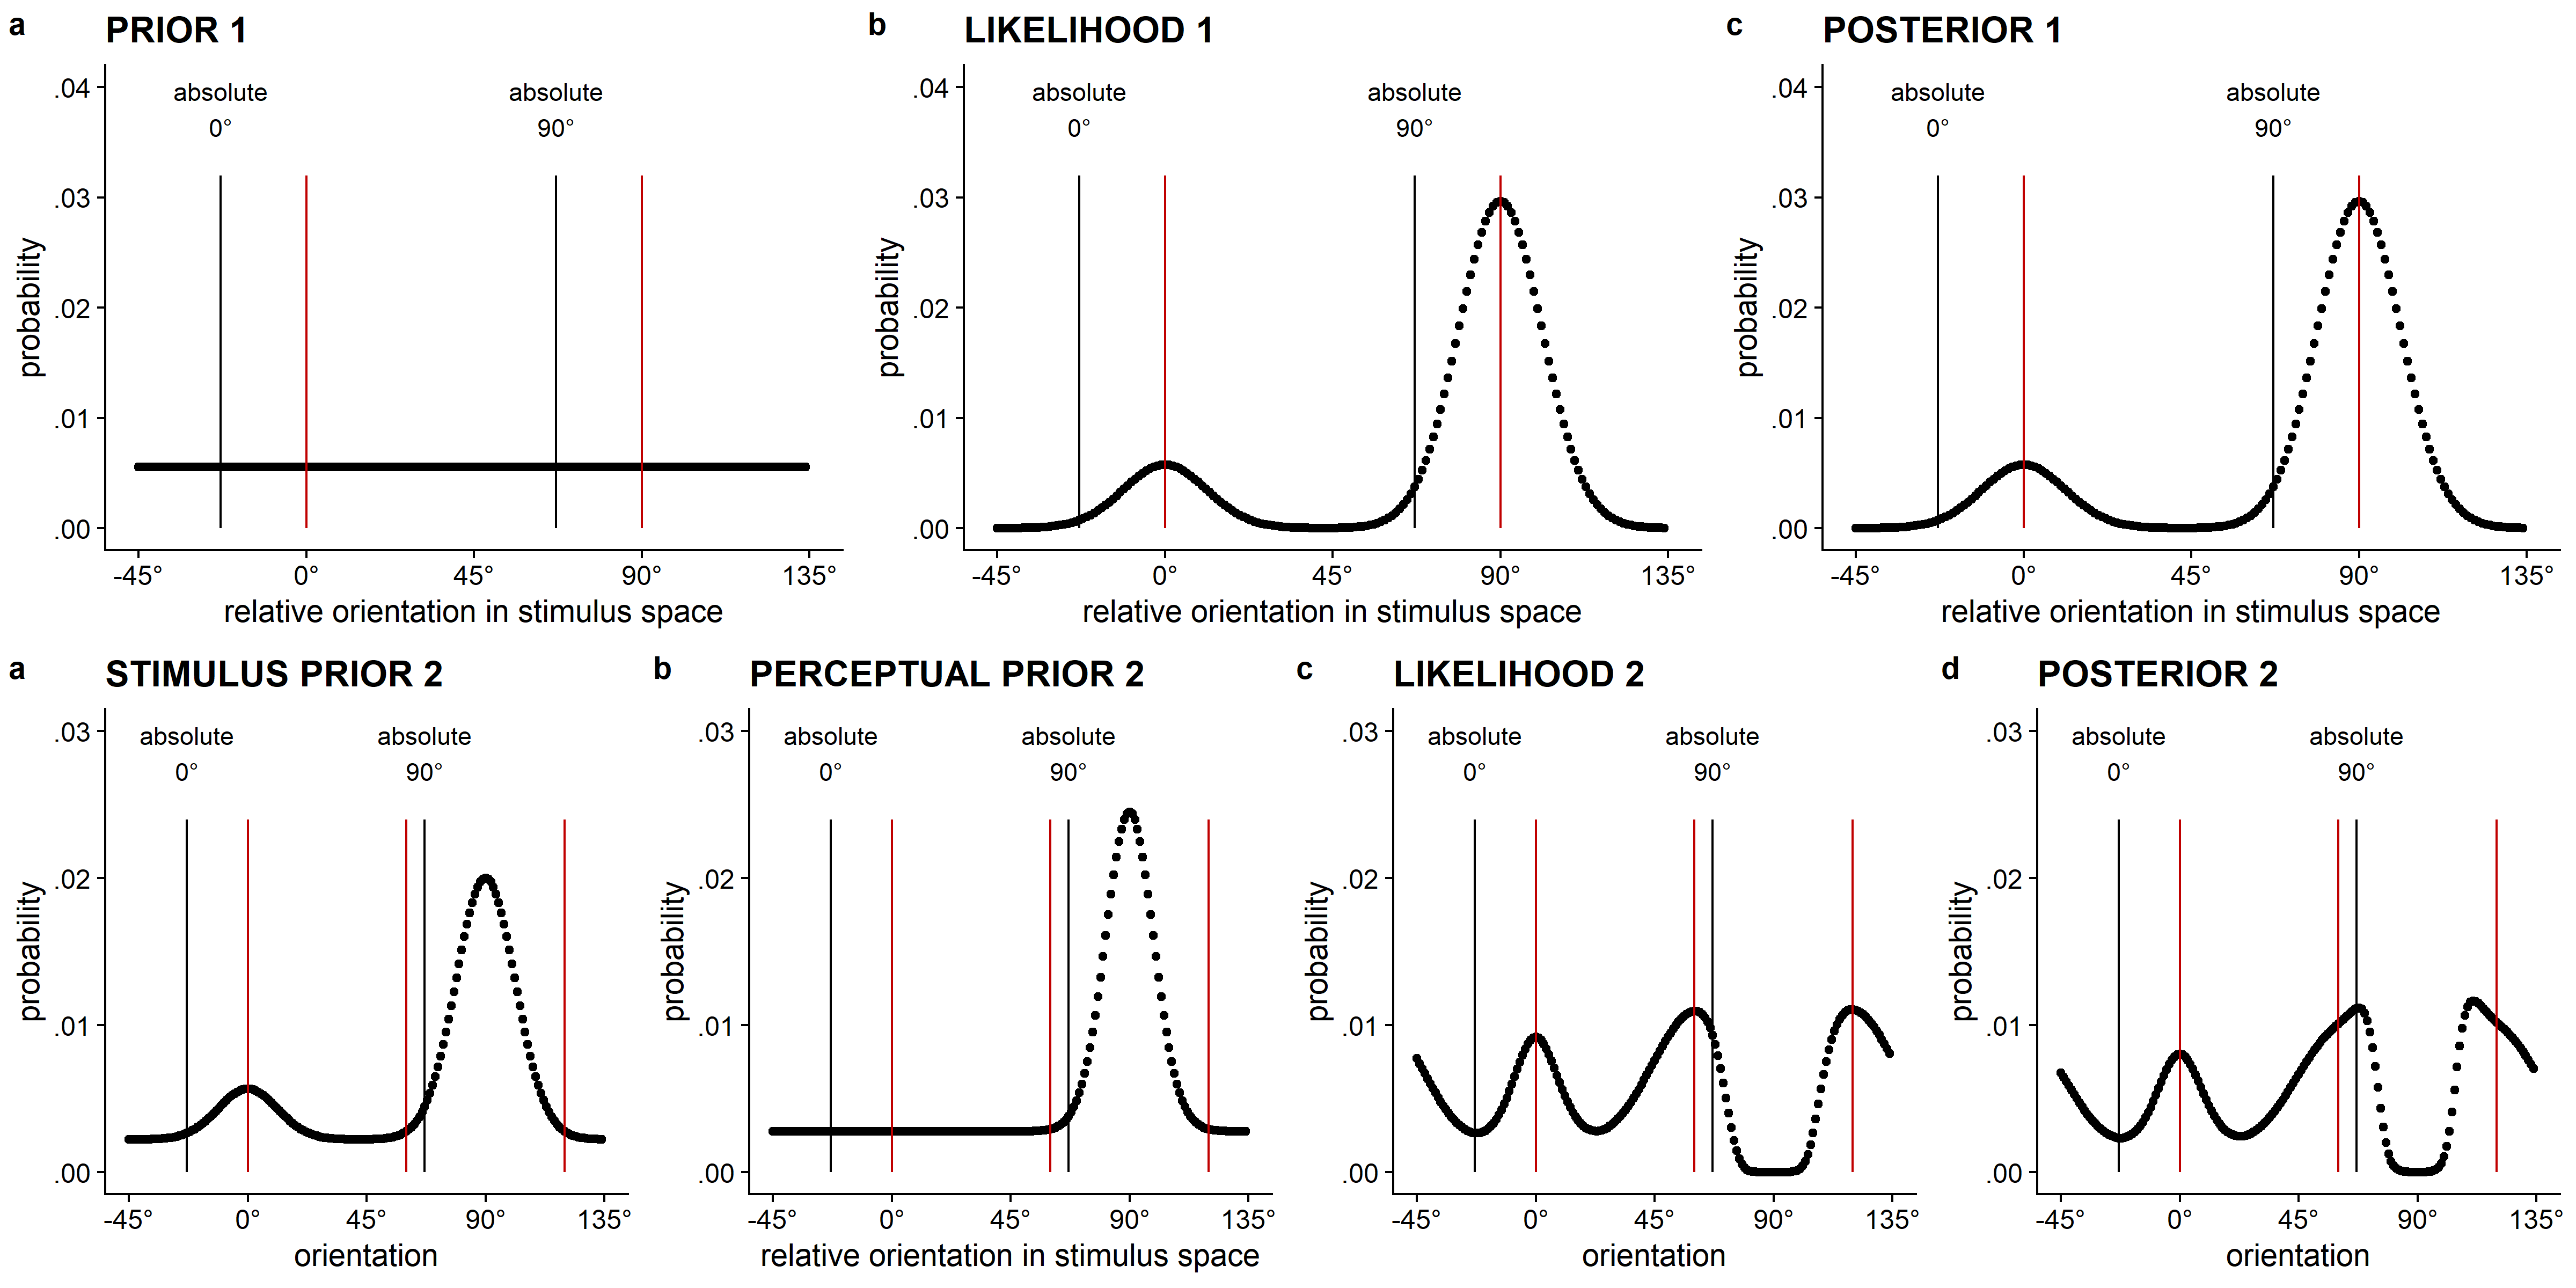 a PRIOR 1
.04
.03
.02
.01
.00
absolute 0°
absolute 90°
probability
-45° 0° 45° 90° 135°
relative orientation in stimulus space
b LIKELIHOOD 1
.04
.03
.02
.01
.00
absolute 0°
absolute 90°
probability
-45° 0° 45° 90° 135°
relative orientation in stimulus space
c POSTERIOR 1
.04
.03
.02
.01
.00
absolute 0°
absolute 90°
probability
-45° 0° 45° 90° 135°
relative orientation in stimulus space
a STIMULUS PRIOR 2
.03
.02
.01
.00
absolute 0°
absolute 90°
probability
-45° 0° 45° 90° 135°
orientation
b PERCEPTUAL PRIOR 2
.03
.02
.01
.00
absolute 0°
absolute 90°
probability
-45° 0° 45° 90° 135°
relative orientation in stimulus space
c LIKELIHOOD 2
.03
.02
.01
.00
absolute 0°
absolute 90°
probability
-45° 0° 45° 90° 135°
orientation
d POSTERIOR 2
.03
.02
.01
.00
absolute 0°
absolute 90°
probability
-45° 0° 45° 90° 135°
orientation